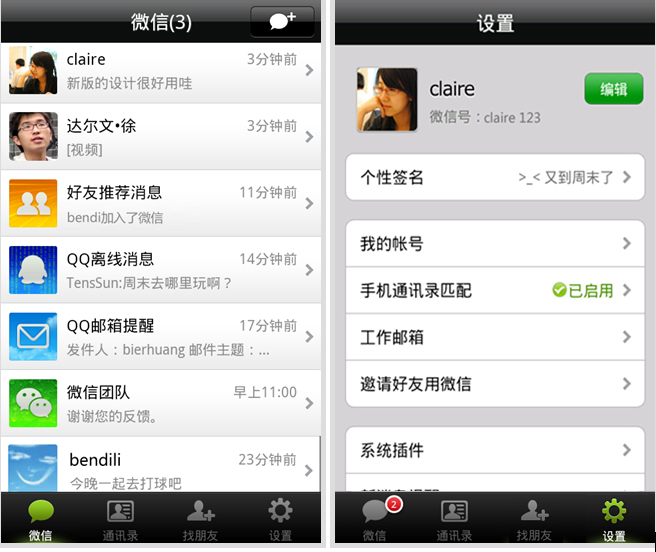 微信(3)
claire
3分钟前
新版的设计很好用哇
达尔文•徐
3分钟前
[视频]
好友推荐消息
11分钟前
bendi加入了微信
QQ离线消息
14分钟前
TensSun:周末去哪里玩啊？
QQ邮箱提醒
17分钟前
发件人：bierhuang 邮件主题：...
微信团队
早上11:00
谢谢您的反馈。
bendili
23分钟前
今晚一起去打球吧
微信
通讯录
找朋友
设置
设置
claire
编辑
微信号：claire 123
个性签名
>_< 又到周末了
我的帐号
手机通讯录匹配
已启用
工作邮箱
邀请好友用微信
系统插件
2
微信
通讯录
找朋友
设置